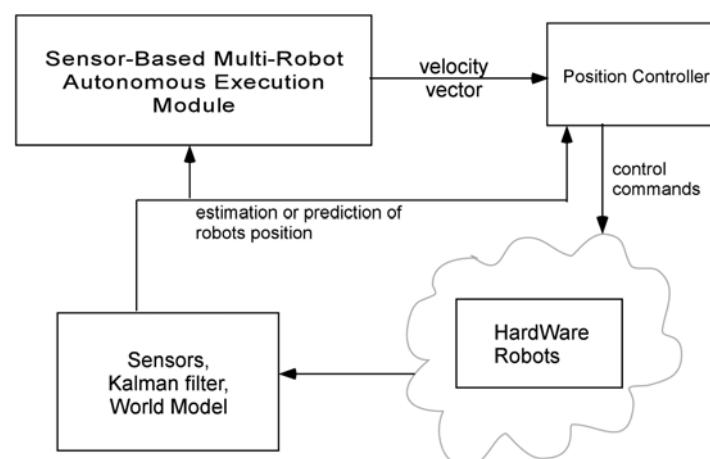 Sensor-Based Multi-Robot
Autonomous Execution
Module
velocity
vector
Position Controller
control
commands
estimation or prediction of
robots position
HardWare
Robots
Sensors,
Kalman filter,
World Model